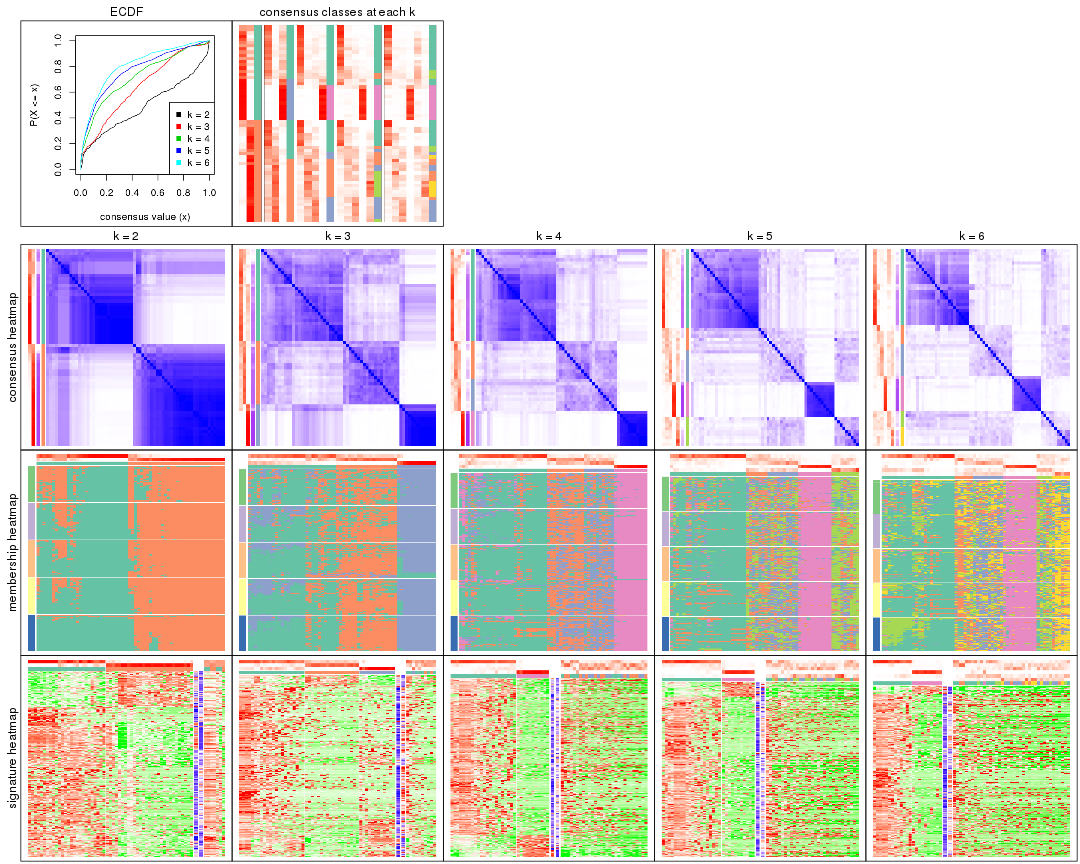 ECDF
consensus classes at each k
P(X <= x)
0.0 0.2 0.4 0.6 0.8 1.0
k = 2
k = 3
k = 4
k = 5
k = 6
0.0 0.2 0.4 0.6 0.8 1.0
consensus value (x)
k = 2
k = 3
k = 4
k = 5
k = 6
consensus heatmap
membership heatmap
signature heatmap